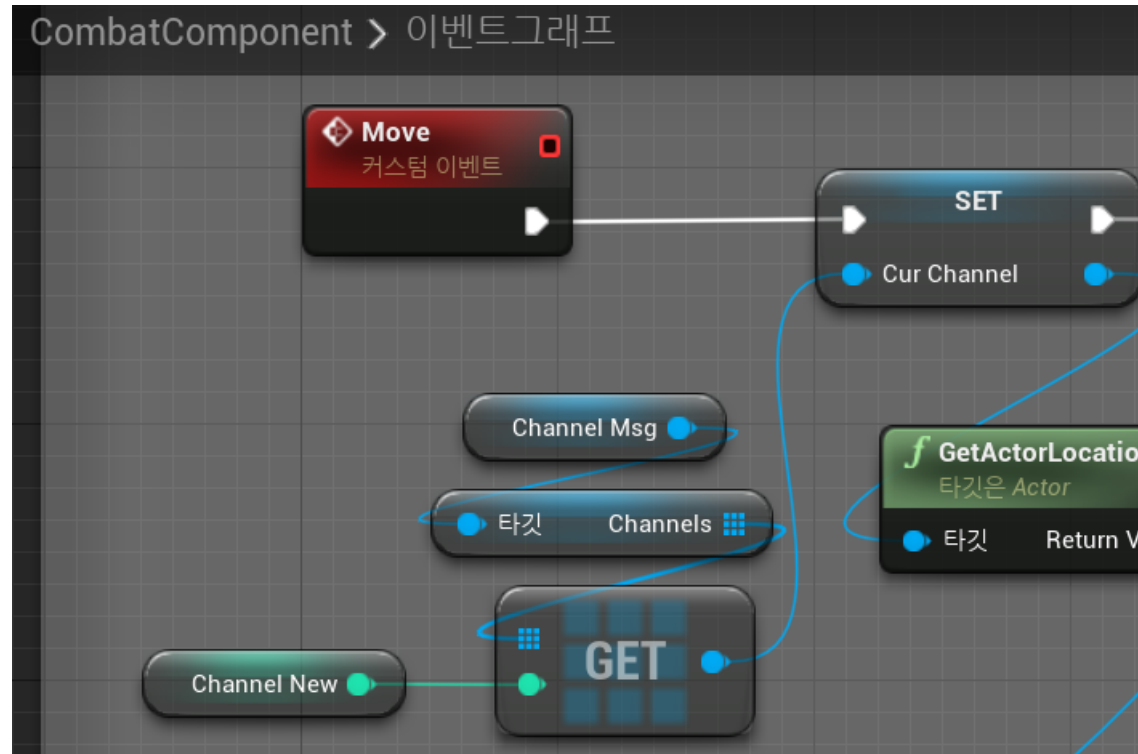 CombatComponent > 이벤트그래프
Move
커스텀 이벤트
SET
Cur Channel
Channel Msg
f GetActorLocatio
타깃은 Actor
타깃 Channels
타깃 Return V
GET
Channel New